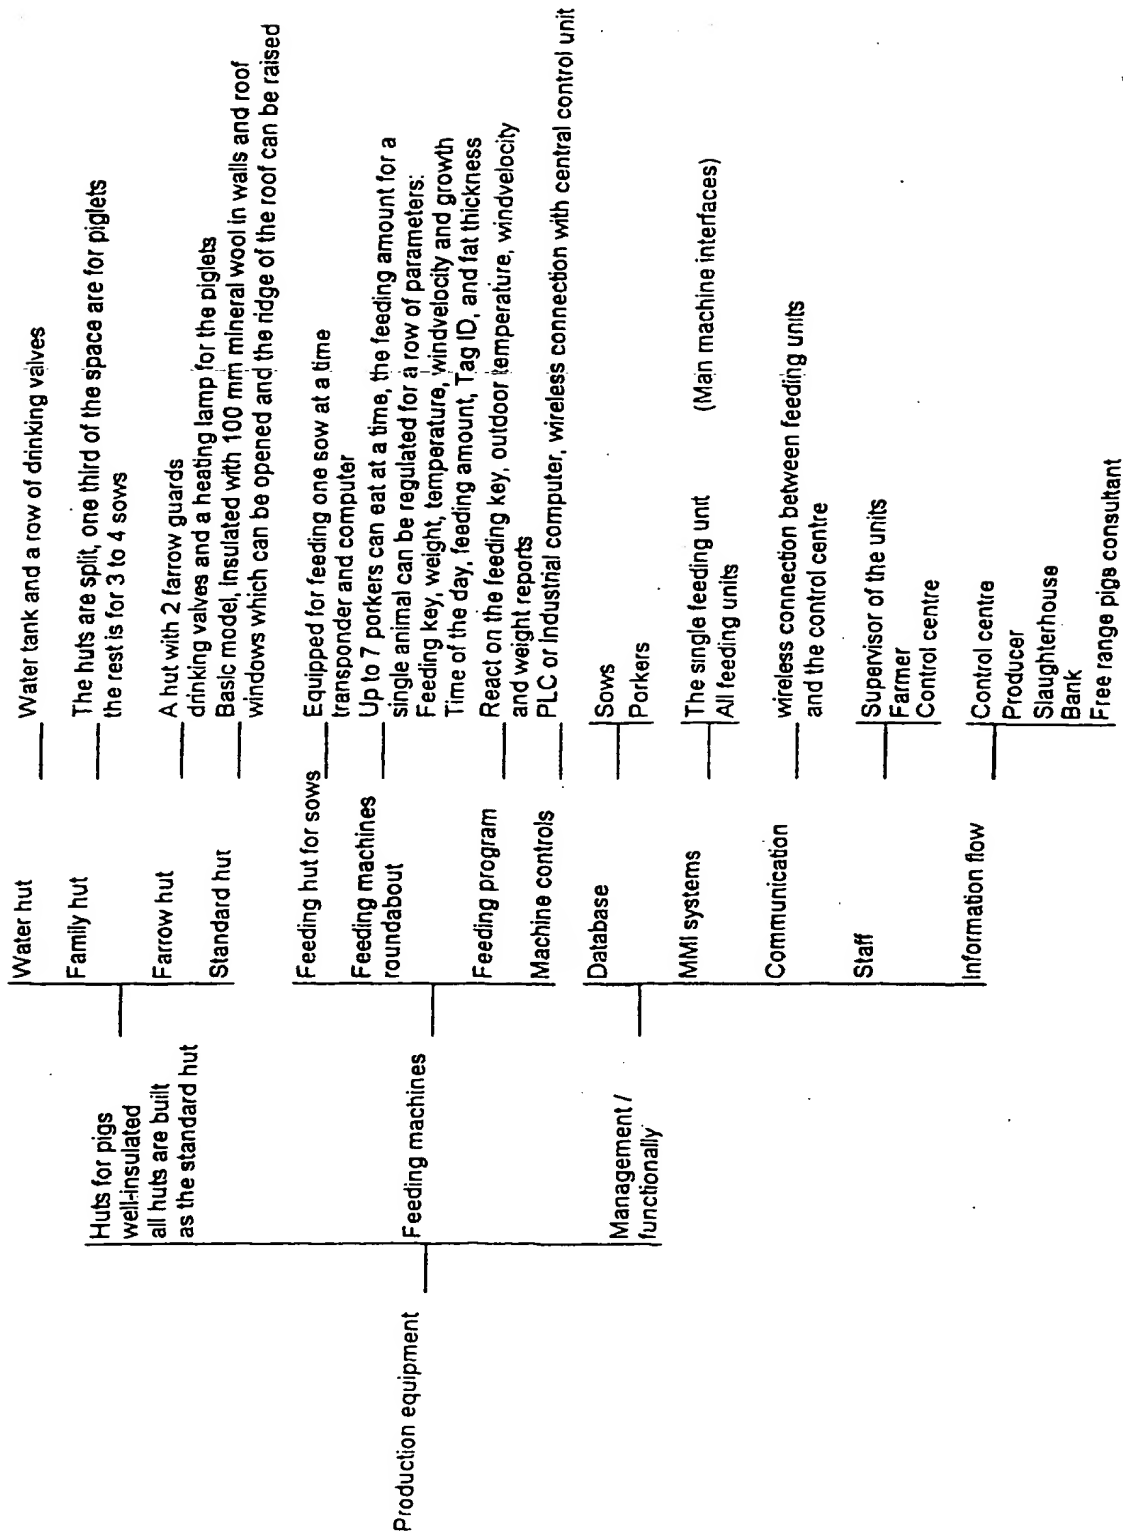 Production equipment
Huts for pigs
well-insulated
all huts are built
as the standard hut
Water hut
Water tank and a row of drinking valves
Family hut
The huts are split, one third of the space are for piglets
the rest is for 3 to 4 sows
Farrow hut
A hut with 2 farrow guards
drinking valves and a heating lamp for the piglets
Standard hut
Basic model, Insulated with 100 mm mineral wool in walls and roof
windows which can be opened and the ridge of the roof can be raised
Feeding machines
Feeding hut for sows
Equipped for feeding one sow at a time
transponder and computer
Feeding machines
roundabout
Up to 7 porkers can eat at a time, the feeding amount for a
single animal can be regulated for a row of parameters:
Feeding key, weight, temperature, windvelocity and growth
Time of the day, feeding amount, Tag ID, and fat thickness
Feeding program
React on the feeding key, outdoor temperature, windvelocity
and weight reports
Machine controls
PLC or Industrial computer, wireless connection with central control unit
Management /
functionally
Database
Sows
Porkers
MMI systems
The single feeding unit (Man machine interfaces)
All feeding units
Communication
wireless connection between feeding units
and the control centre
Staff
Supervisor of the units
Farmer
Control centre
Information flow
Control centre
Producer
Slaughterhouse
Bank
Free range pigs consultant